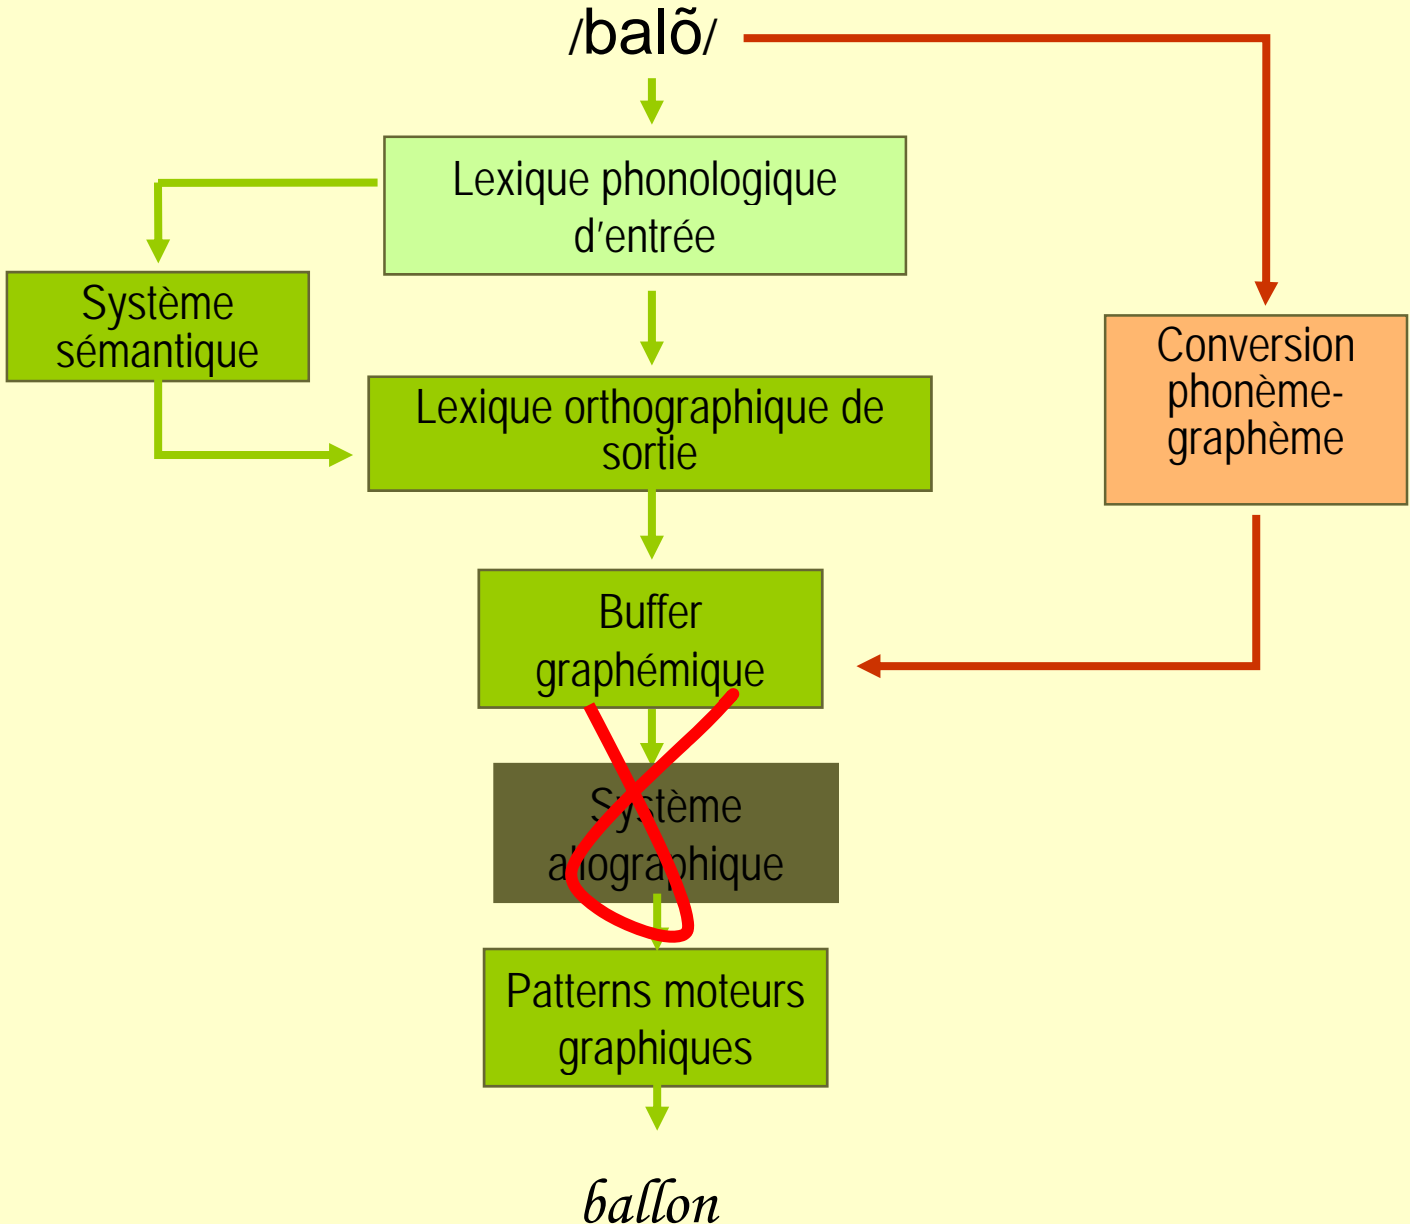 /balõ/
Lexique phonologique
d'entrée
Système
sémantique
Conversion
phonème-
graphème
Lexique orthographique de
sortie
Buffer
graphémique
Système
allographique
Patterns moteurs
graphiques
ballon